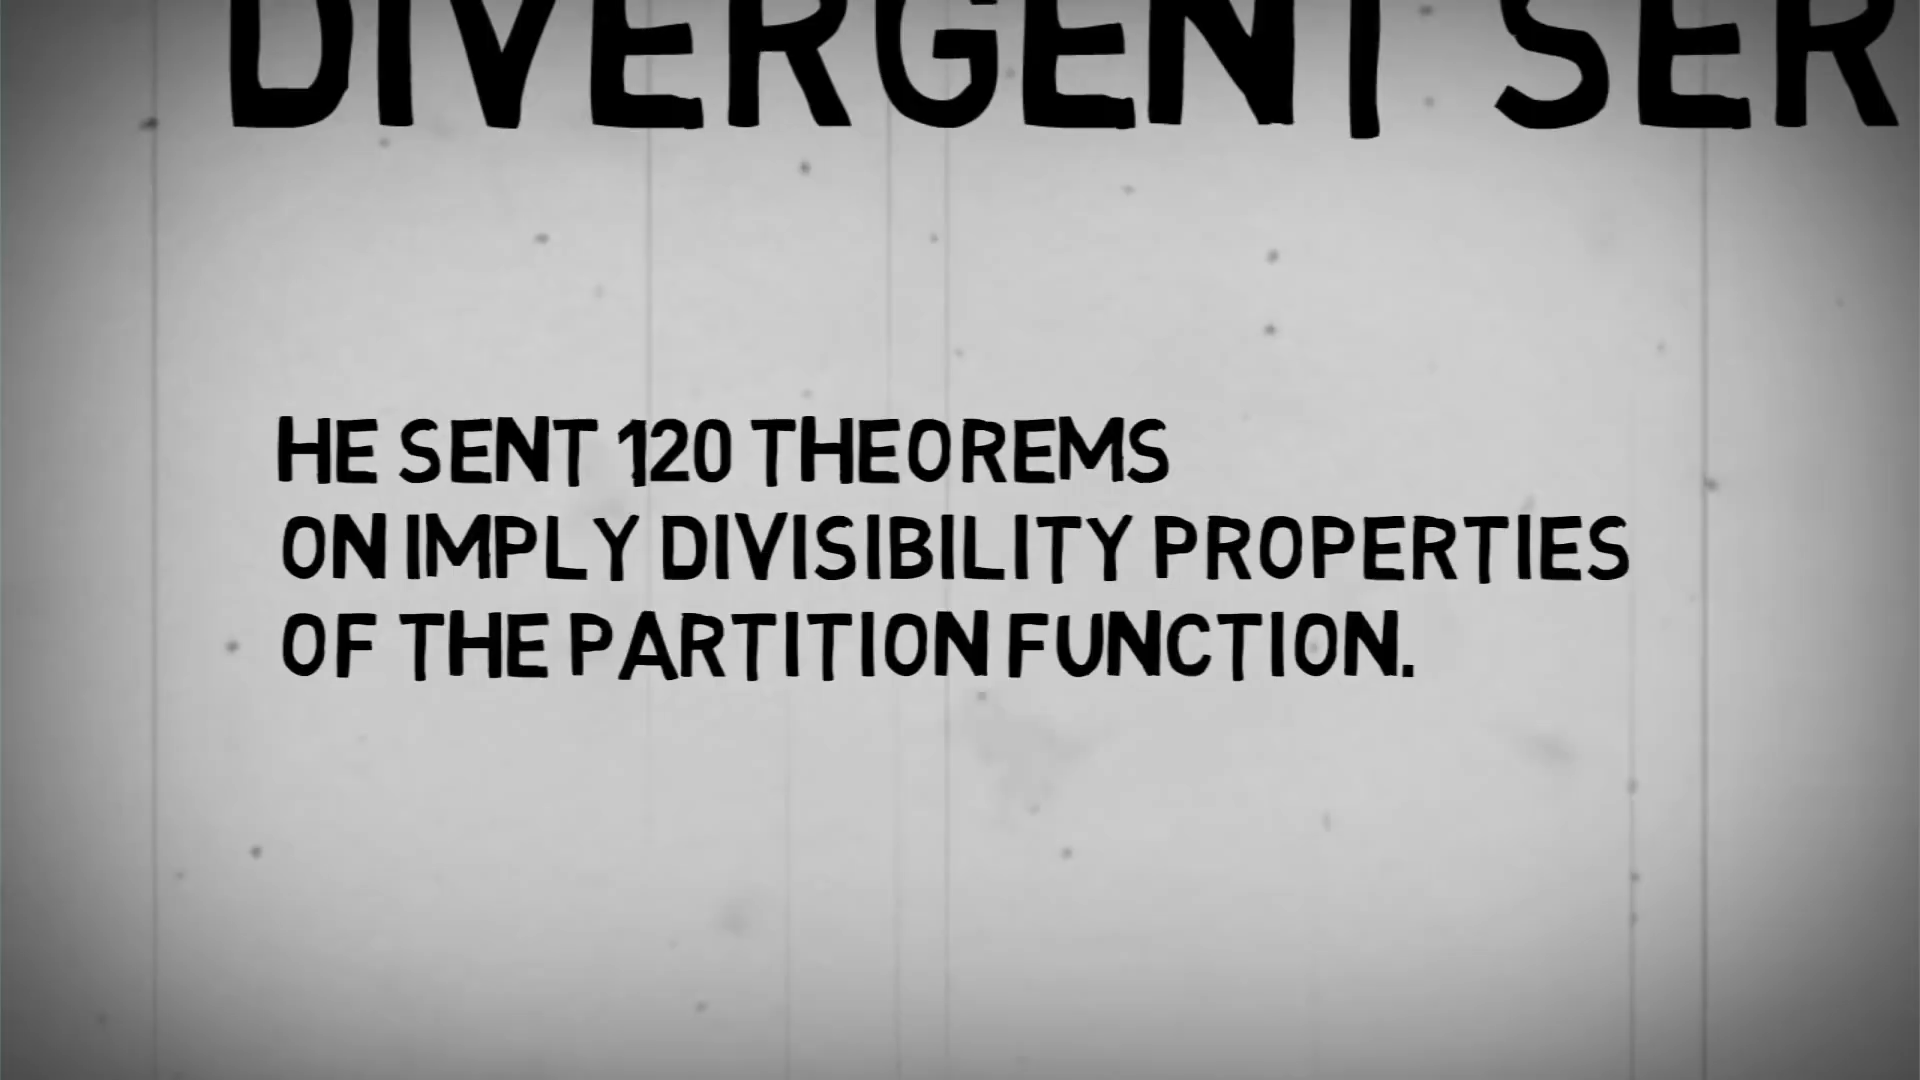 DIVERGENT SER
HE SENT 120 THEOREMS
ON IMPLY DIVISIBILITY PROPERTIES
OF THE PARTITION FUNCTION.